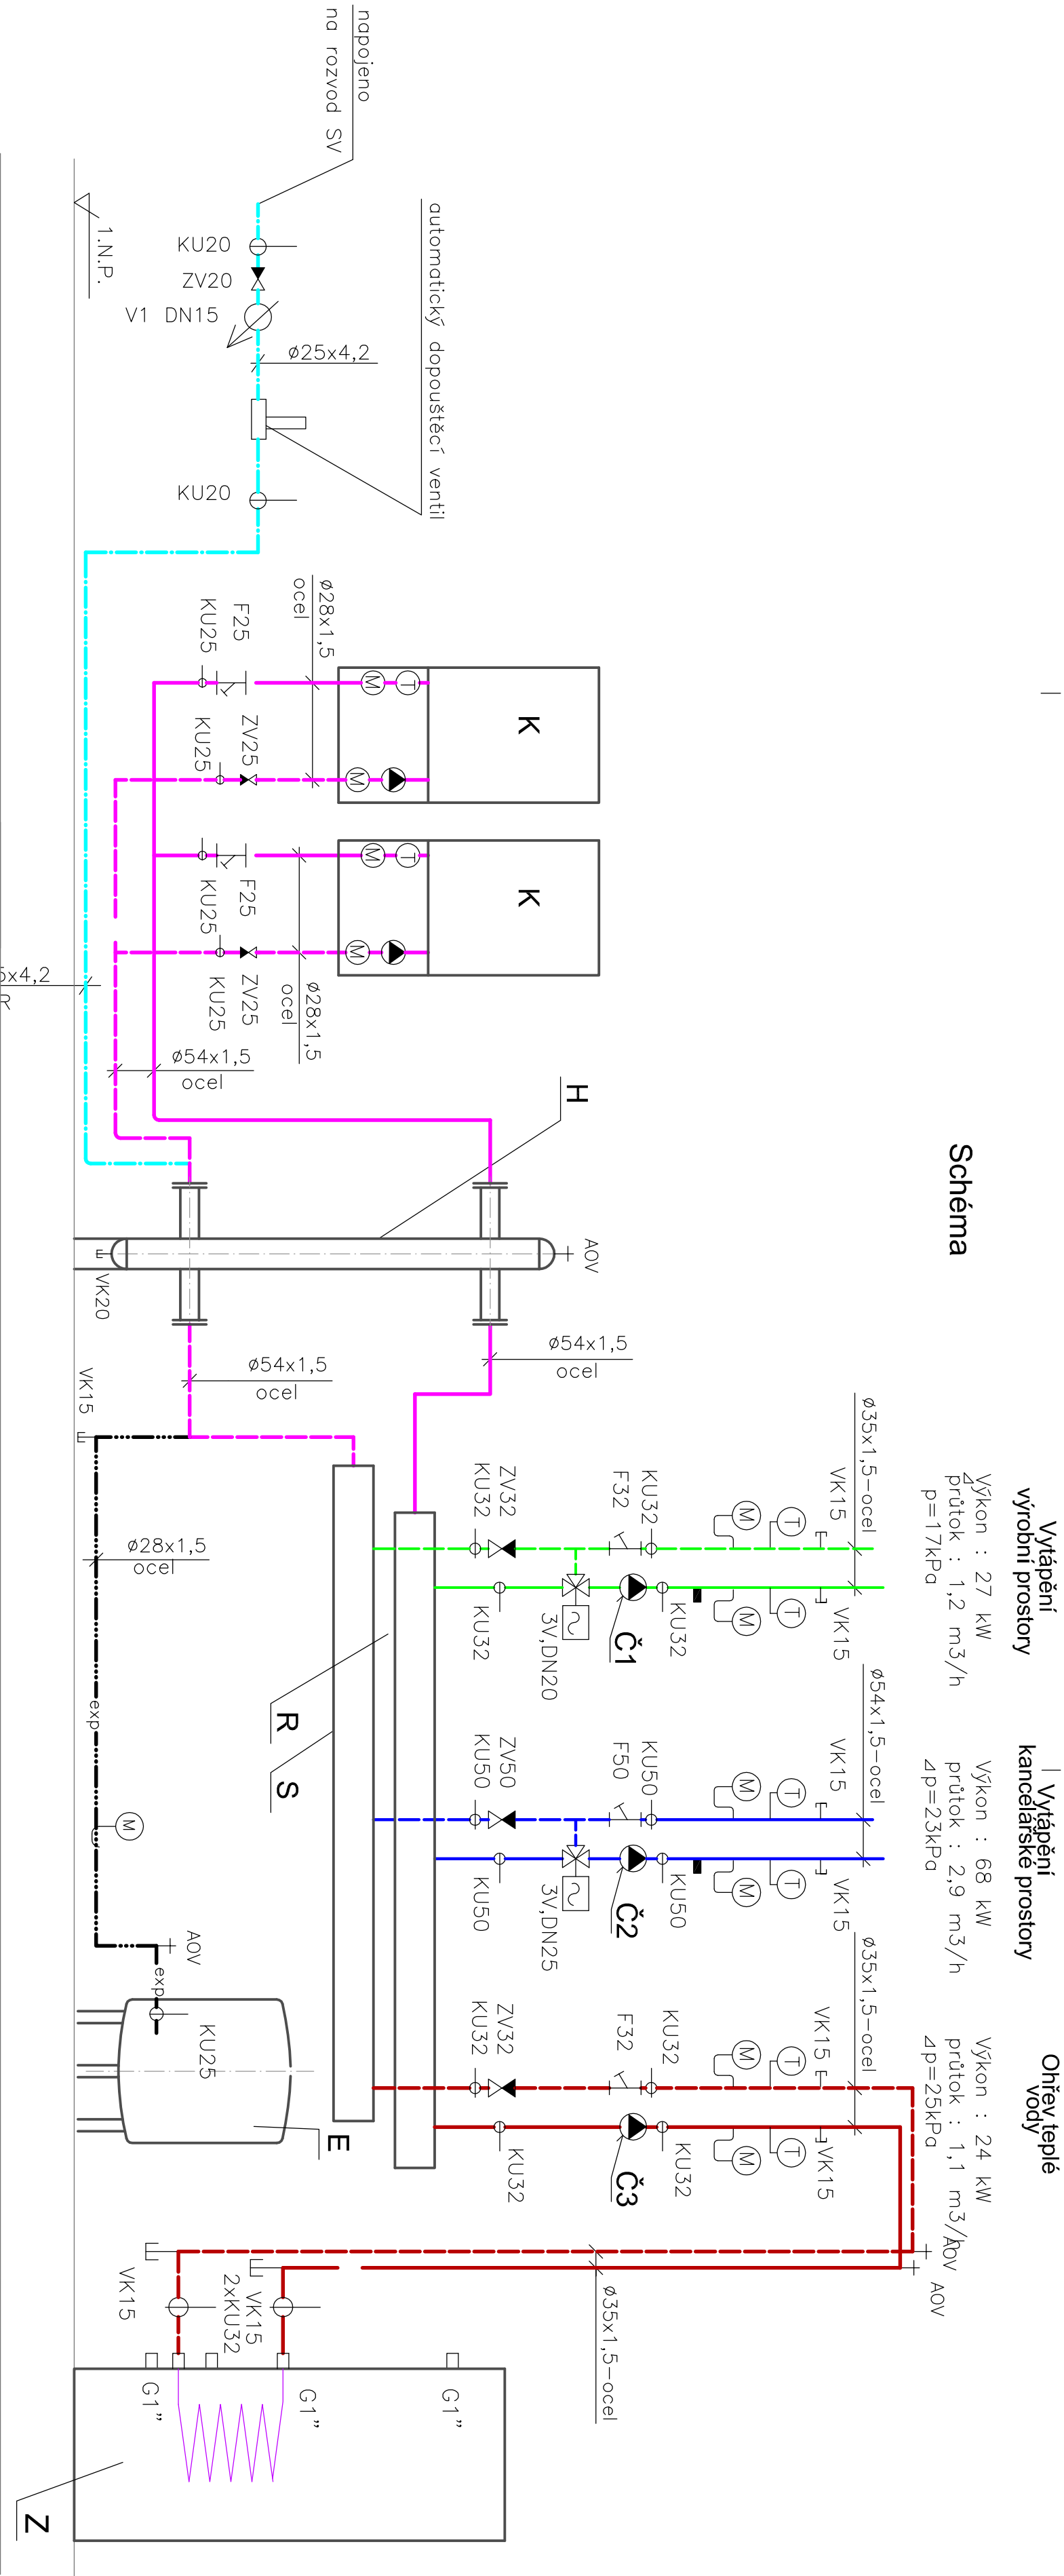 Schéma
Vytápění
výrobní prostory
Výkon : 27 kW
průtok : 1,2 m3/h
⊿p=17kPa
Vytápění
kancelářské prostory
Výkon : 68 kW
průtok : 2,9 m3/h
⊿p=23kPa
Ohřev teplé
vody
Výkon : 24 kW
průtok : 1,1 m3/h
⊿p=25kPa
napojeno
na rozvod SV
automatický dopouštěcí ventil
KU20
ZV20
V1 DN15
ø25x4,2
KU20
1.N.P.
ø28x1,5
ocel
F25
KU25
ZV25
KU25
K
M
T
M
K
M
T
M
F25
KU25
ZV25
KU25
ø28x1,5
ocel
ø54x1,5
ocel
H
AOV
VK20
ø54x1,5
ocel
ø54x1,5
ocel
VK15
ø28x1,5
ocel
exp
M
AOV
exp
KU25
E
R
S
ø35x1,5-ocel
VK15
VK15
M
T
M
T
KU32
F32
ZV32
KU32
KU32
Č1
3V,DN20
KU32
ø54x1,5-ocel
VK15
VK15
M
T
M
T
KU50
F50
ZV50
KU50
KU50
Č2
3V,DN25
KU50
ø35x1,5-ocel
VK15
VK15
M
T
M
T
KU32
F32
ZV32
KU32
KU32
Č3
KU32
AOV
AOV
ø35x1,5-ocel
VK15
2xKU32
VK15
G1"
G1"
G1"
Z